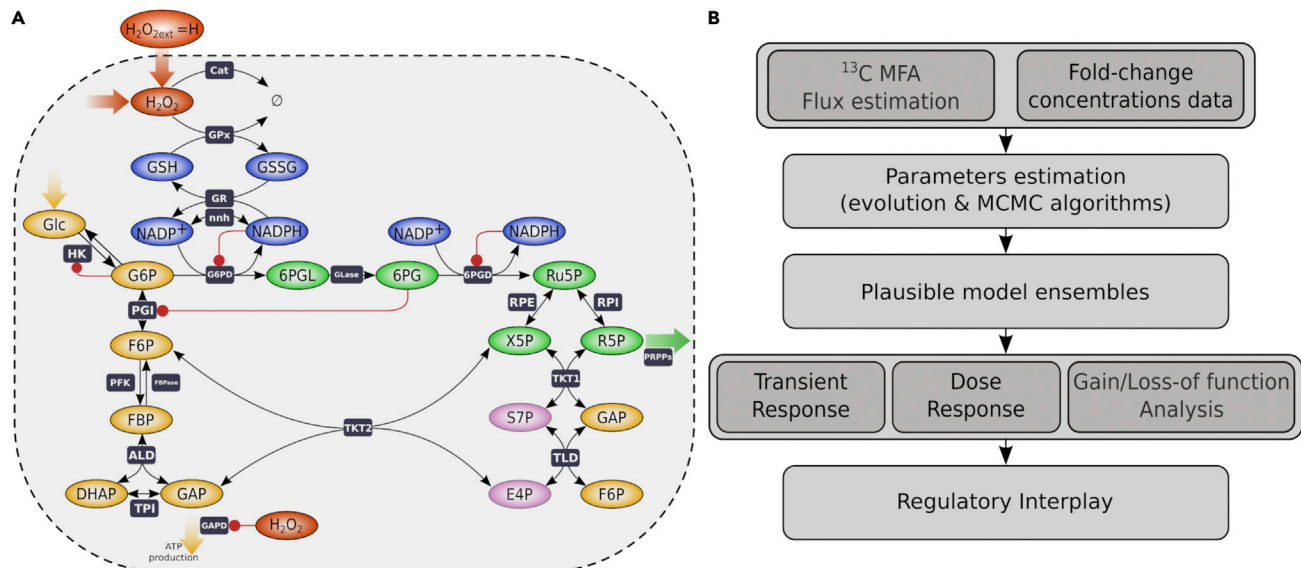 A
H₂O₂ext =H
Cat
H₂O₂
∅
GPx
GSH
GSSG
GR
nnh
Glc
NADP⁺
NADPH
NADP⁺
NADPH
HK
G6P
G6PD
6PGL
GLase
6PG
6PGD
Ru5P
PGI
RPE
RPI
F6P
X5P
R5P
PRPPs
PFK
FBPase
TKT1
FBP
TKT2
S7P
GAP
ALD
TLD
DHAP
GAP
E4P
F6P
TPI
GAPD
H₂O₂
ATP
production
B
¹³C MFA
Flux estimation
Fold-change
concentrations data
Parameters estimation
(evolution & MCMC algorithms)
Plausible model ensembles
Transient
Response
Dose
Response
Gain/Loss-of function
Analysis
Regulatory Interplay